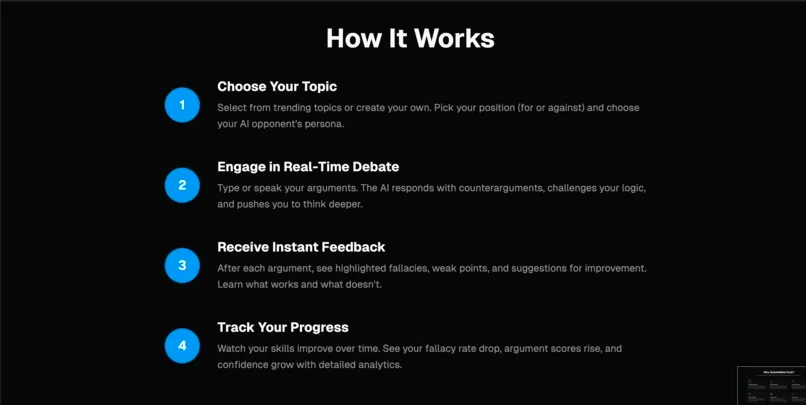 How It Works
1
Choose Your Topic
Select from trending topics or create your own. Pick your position (for or against) and choose
your AI opponent's persona.
2
Engage in Real-Time Debate
Type or speak your arguments. The AI responds with counterarguments, challenges your logic,
and pushes you to think deeper.
3
Receive Instant Feedback
After each argument, see highlighted fallacies, weak points, and suggestions for improvement.
Learn what works and what doesn't.
4
Track Your Progress
Watch your skills improve over time. See your fallacy rate drop, argument scores rise, and
confidence grow with detailed analytics.